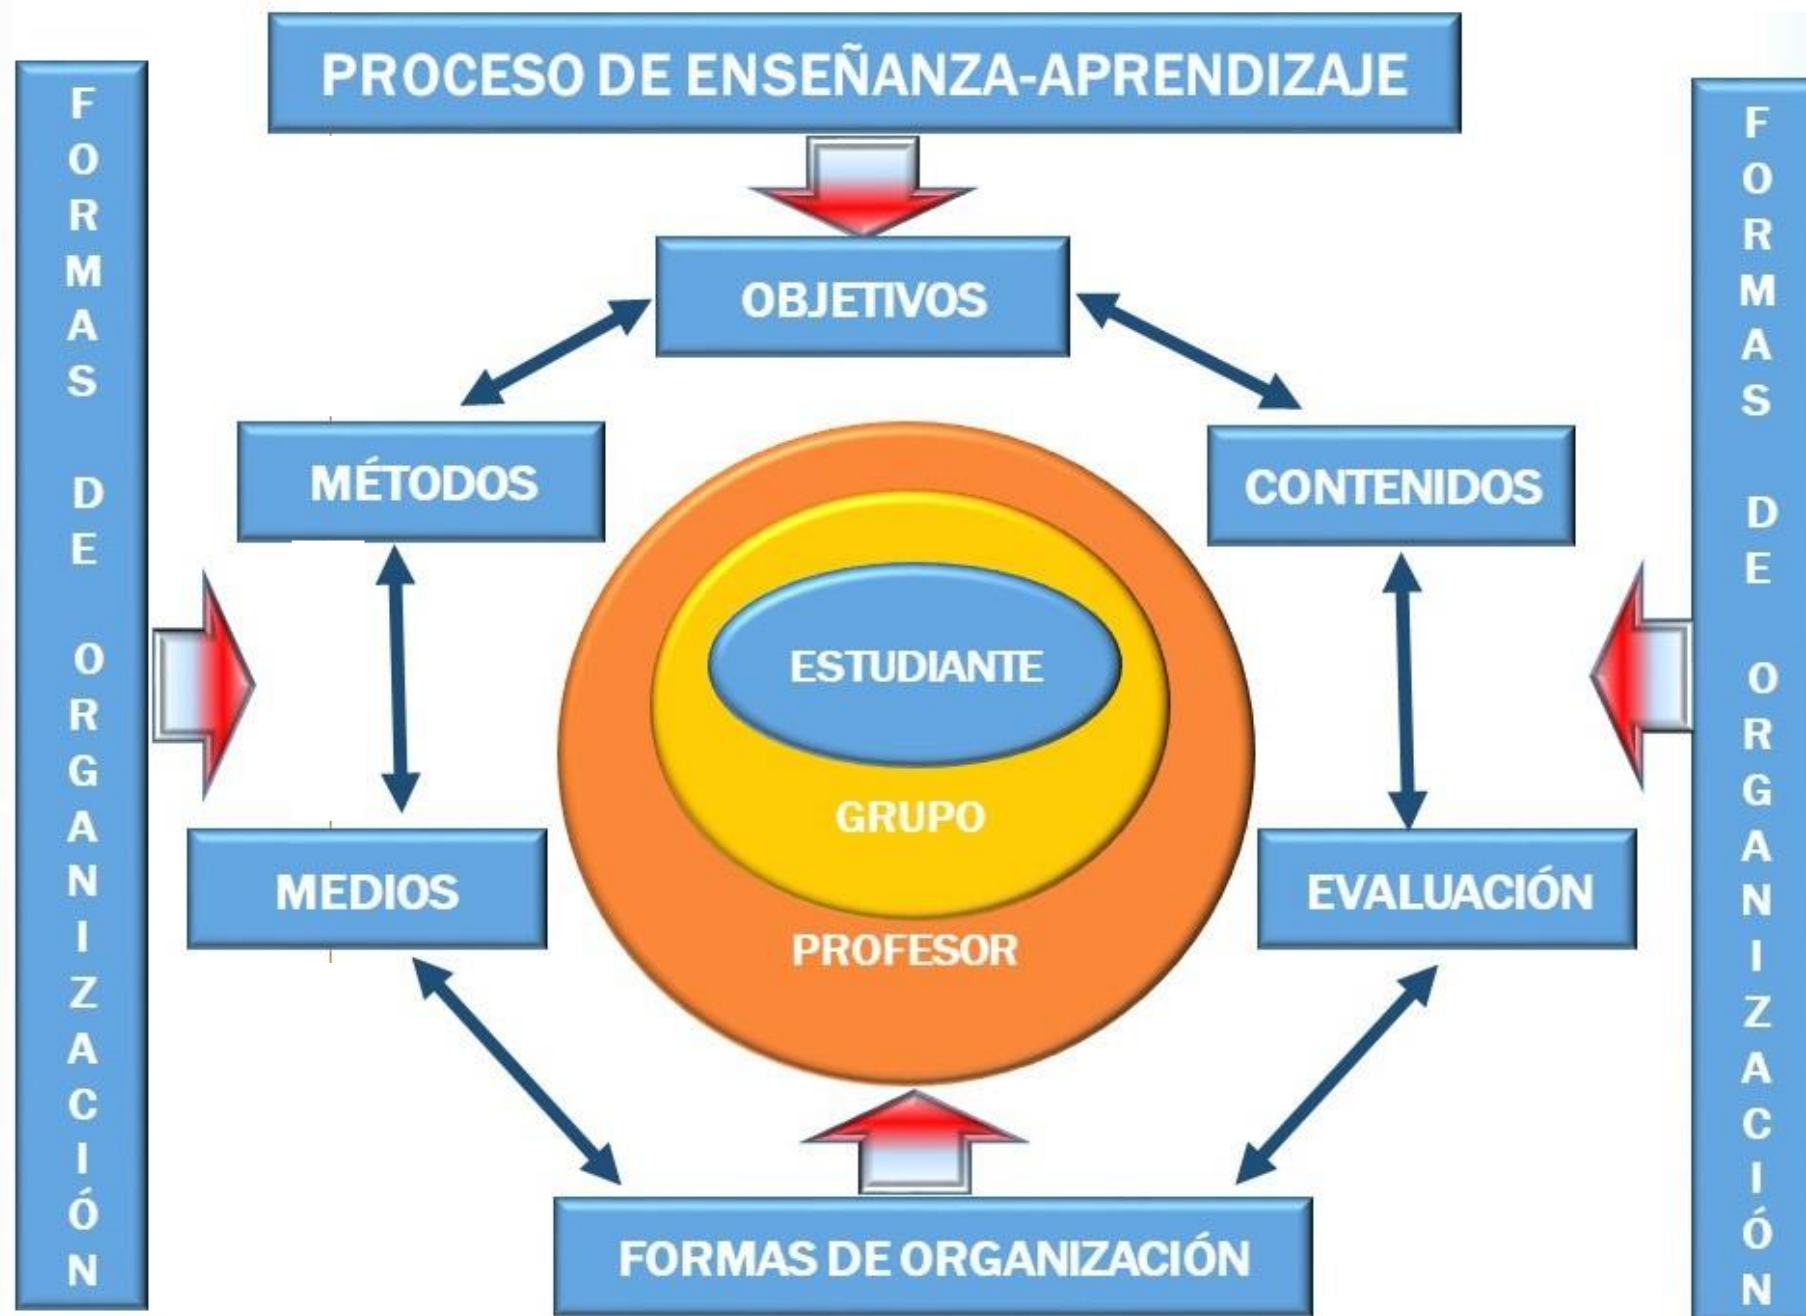 PROCESO DE ENSEÑANZA-APRENDIZAJE
FORMAS DE ORGANIZACIÓN
OBJETIVOS
MÉTODOS
CONTENIDOS
ESTUDIANTE
GRUPO
MEDIOS
EVALUACIÓN
PROFESOR
FORMAS DE ORGANIZACIÓN
FORMAS DE ORGANIZACIÓN